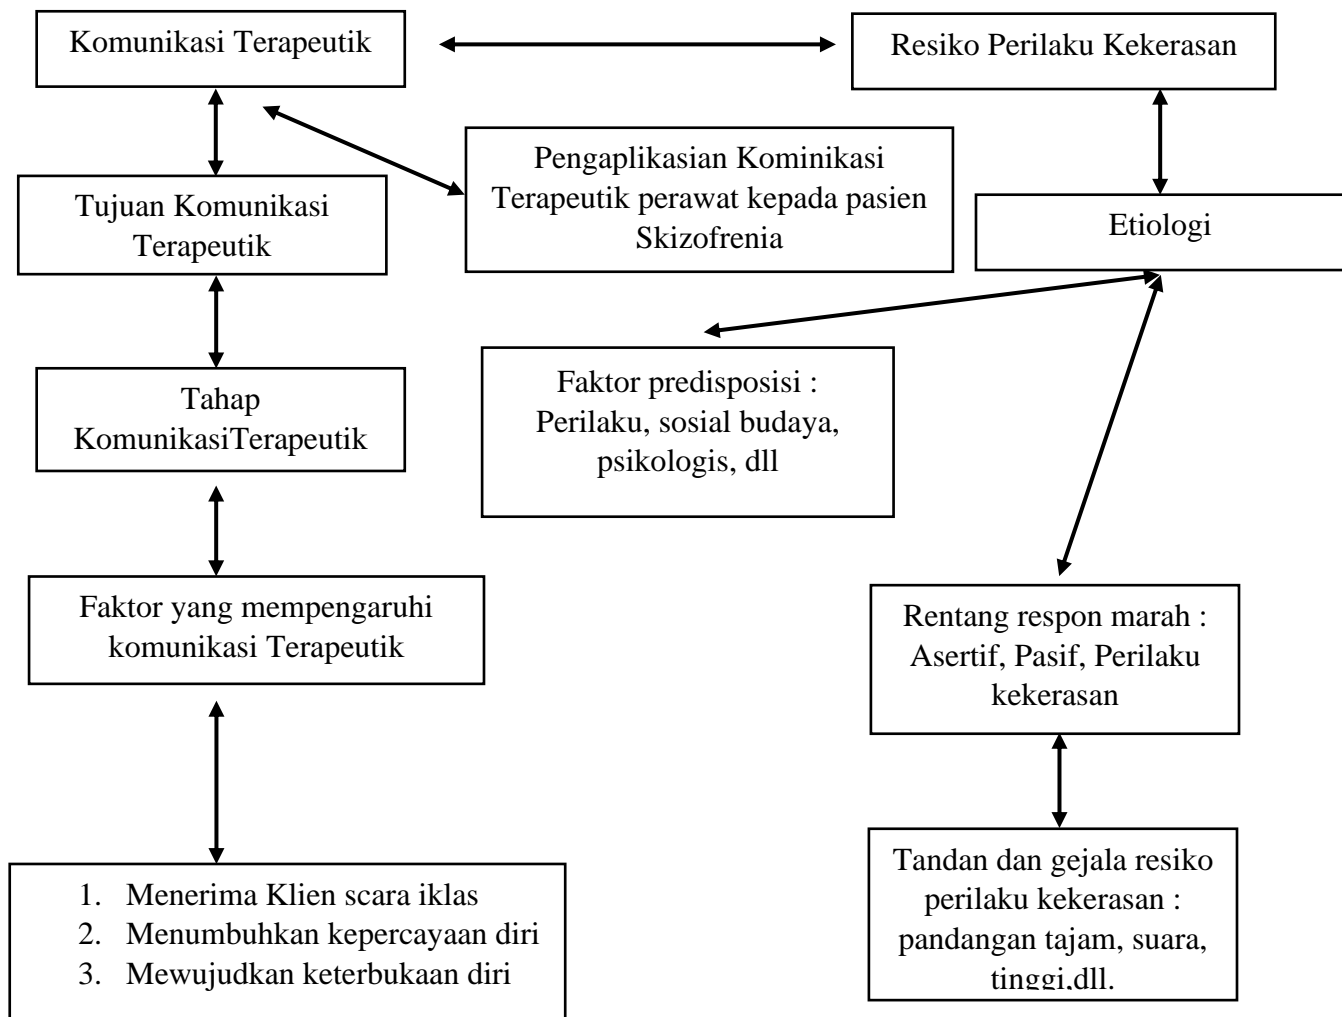 Komunikasi Terapeutik
Resiko Perilaku Kekerasan
Pengaplikasian Kominikasi
Terapeutik perawat kepada pasien
Skizofrenia
Tujuan Komunikasi
Terapeutik
Etiologi
Faktor predisposisi :
Perilaku, sosial budaya,
psikologis, dll
Tahap
KomunikasiTerapeutik
Faktor yang mempengaruhi
komunikasi Terapeutik
Rentang respon marah :
Asertif, Pasif, Perilaku
kekerasan
1. Menerima Klien scara iklas
2. Menumbuhkan kepercayaan diri
3. Mewujudkan keterbukaan diri
Tandan dan gejala resiko
perilaku kekerasan :
pandangan tajam, suara,
tinggi,dll.